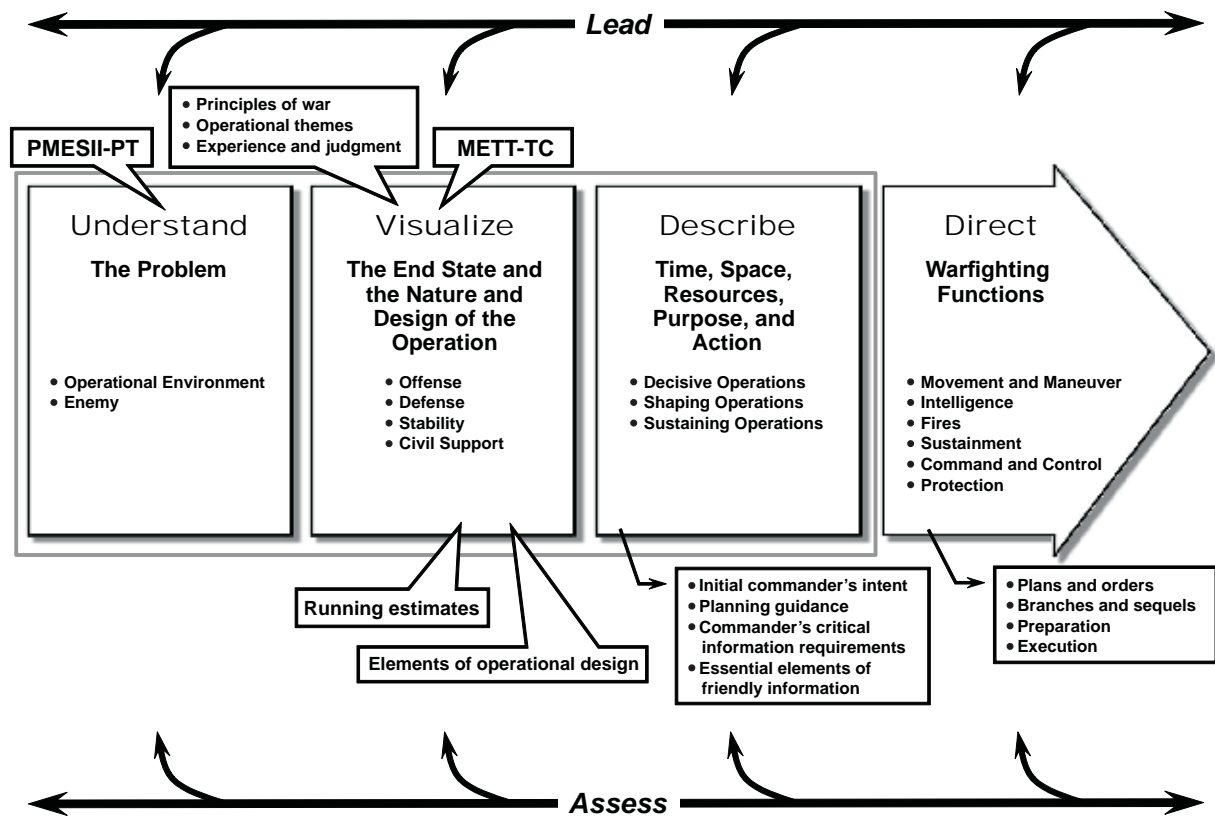 Lead
• Principles of war
• Operational themes
• Experience and judgment
PMESII-PT
METT-TC
Understand
The Problem
• Operational Environment
• Enemy
Visualize
The End State and
the Nature and
Design of the
Operation
• Offense
• Defense
• Stability
• Civil Support
Describe
Time, Space,
Resources,
Purpose, and
Action
• Decisive Operations
• Shaping Operations
• Sustaining Operations
Direct
Warfighting
Functions
• Movement and Maneuver
• Intelligence
• Fires
• Sustainment
• Command and Control
• Protection
Running estimates
Elements of operational design
• Initial commander's intent
• Planning guidance
• Commander's critical
information requirements
• Essential elements of
friendly information
• Plans and orders
• Branches and sequels
• Preparation
• Execution
Assess